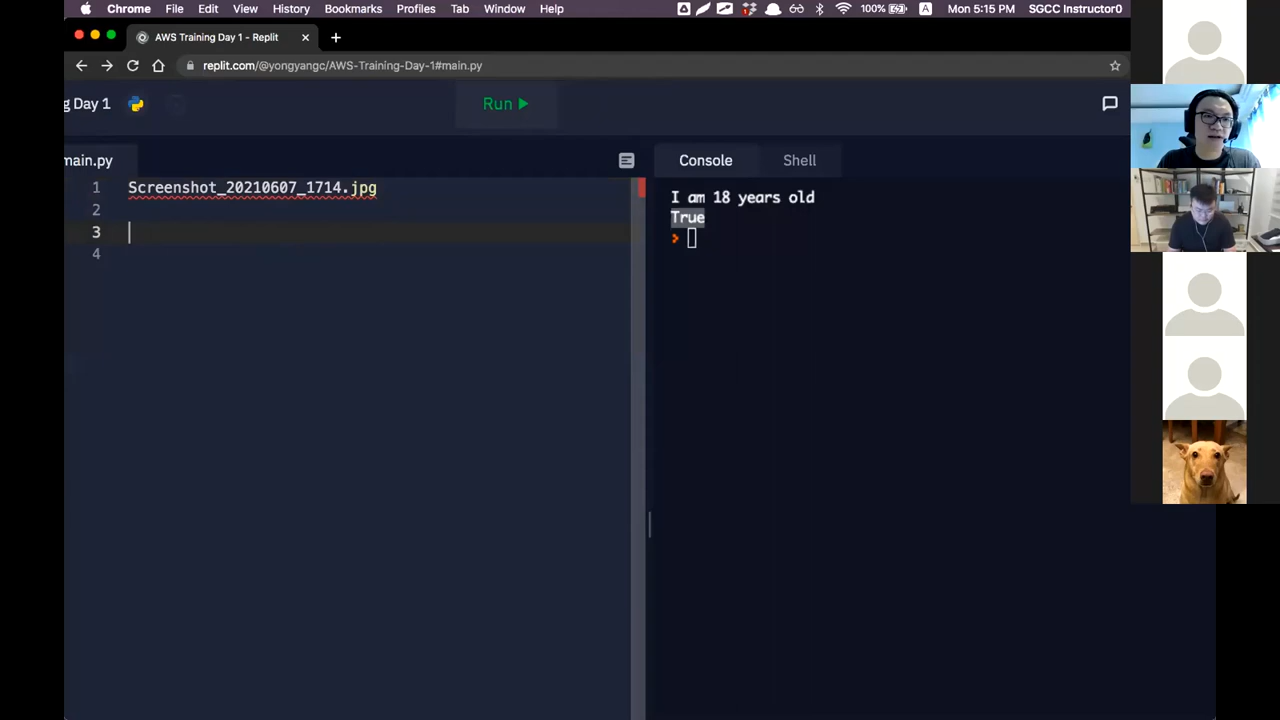 Chrome File Edit View History Bookmarks Profiles Tab Window Help 100% A Mon 5:15 PM SGCC Instructor0
AWS Training Day 1 - Replit
replit.com/@yongyangc/AWS-Training-Day-1#main.py
g Day 1 Run
main.py Console Shell
1 Screenshot_20210607_1714.jpg
2
3
4
I am 18 years old
True